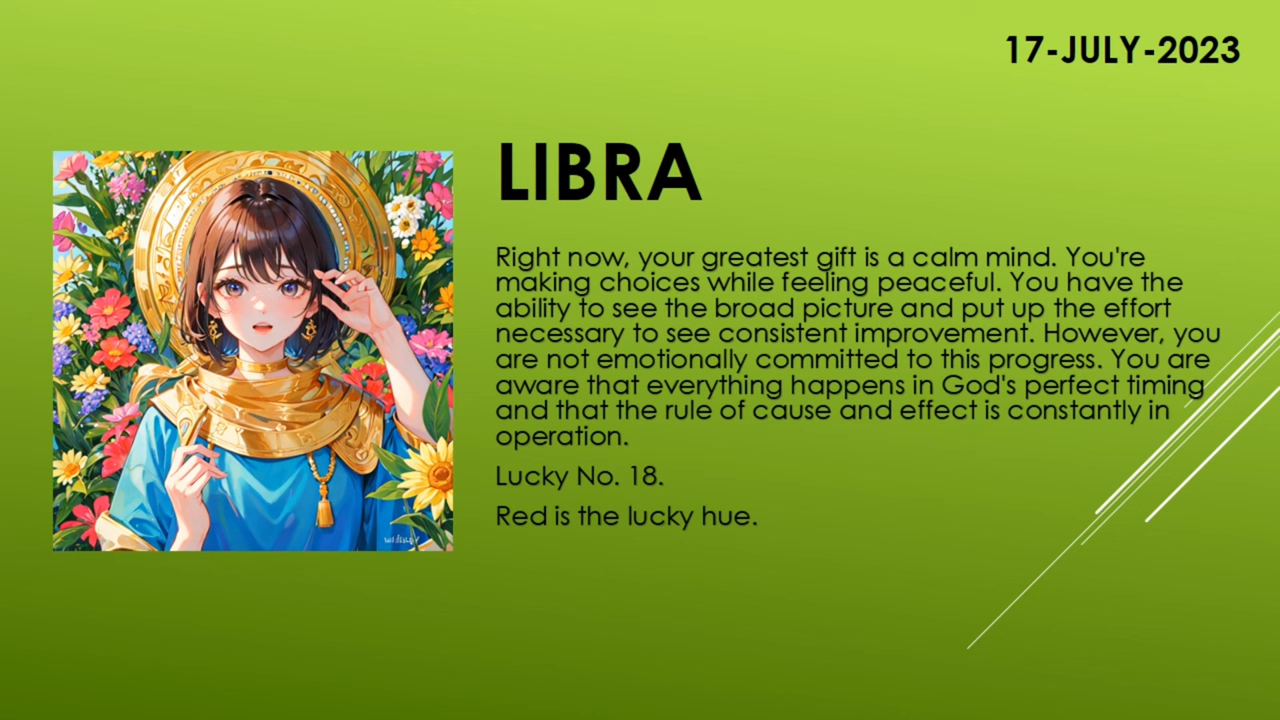 17-JULY-2023
LIBRA
Right now, your greatest gift is a calm mind. You're
making choices while feeling peaceful. You have the
ability to see the broad picture and put up the effort
necessary to see consistent improvement. However, you
are not emotionally committed to this progress. You are
aware that everything happens in God's perfect timing
and that the rule of cause and effect is constantly in
operation.
Lucky No. 18.
Red is the lucky hue.